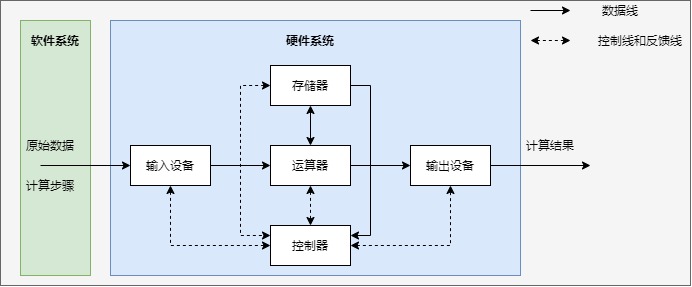 数据线
软件系统
硬件系统
控制线和反馈线
存储器
原始数据
计算结果
输入设备
运算器
输出设备
计算步骤
控制器